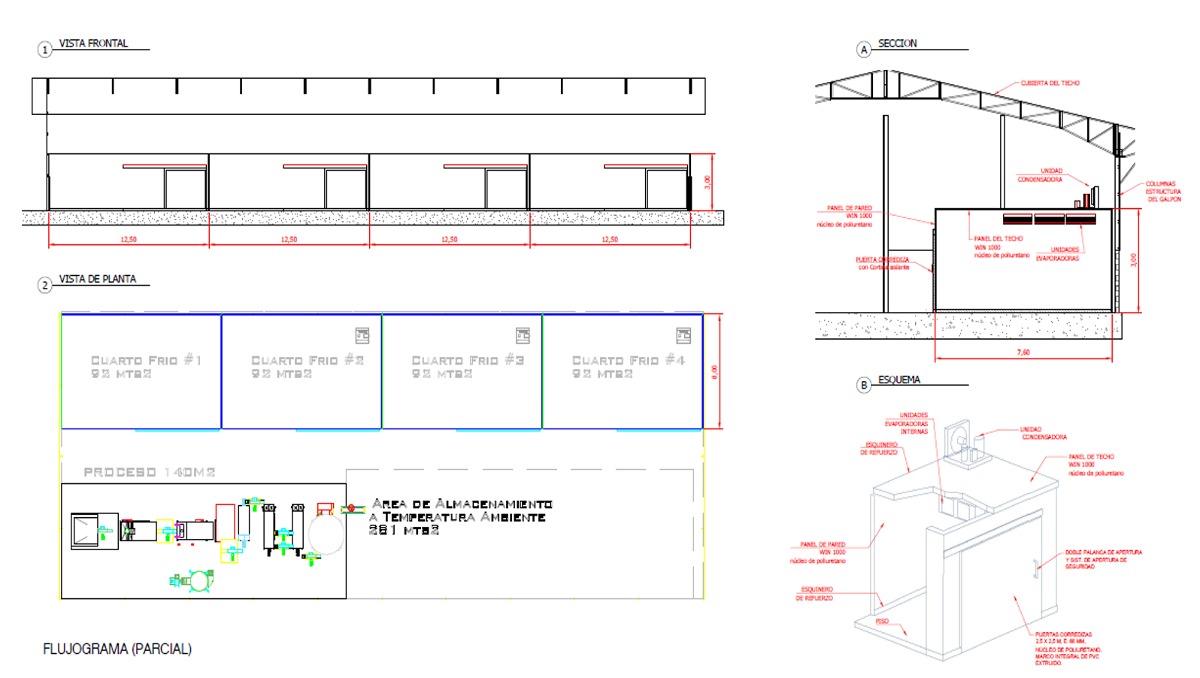 1 VISTA FRONTAL
3,00
12,50
12,50
12,50
12,50
2 VISTA DE PLANTA
Cuarto Frio #1
92 mts2
Cuarto Frio #2
92 mts2
Cuarto Frio #3
92 mts2
Cuarto Frio #4
92 mts2
8,00
PROCESO 140M2
Area de Almacenamiento
a Temperatura Ambiente
281 mts2
FLUJOGRAMA (PARCIAL)
A SECCION
CUBIERTA DEL TECHO
UNIDAD
CONDENSADORA
COLUMNAS
ESTRUCTURA
DEL GALPON
PANEL DE PARED
WIN 1000
núcleo de poliuretano
PANEL DEL TECHO
WIN 1000
núcleo de poliuretano
UNIDADES
EVAPORADORAS
PUERTA CORREDIZA
con Cortina aislante
3,00
7,60
B ESQUEMA
UNIDADES
EVAPORADORAS
INTERNAS
UNIDAD
CONDENSADORA
ESQUINERO
DE REFUERZO
PANEL DE TECHO
WIN 1000
núcleo de poliuretano
PANEL DE PARED
WIN 1000
núcleo de poliuretano
DOBLE PALANCA DE APERTURA
Y SIST. DE APERTURA DE
SEGURIDAD
ESQUINERO
DE REFUERZO
PISO
PUERTAS CORREDIZAS
2,5 X 2,5 M, E. 66 MM,
NÚCLEO DE POLIURETANO,
MARCO INTEGRAL DE PVC
EXTRUIDO.